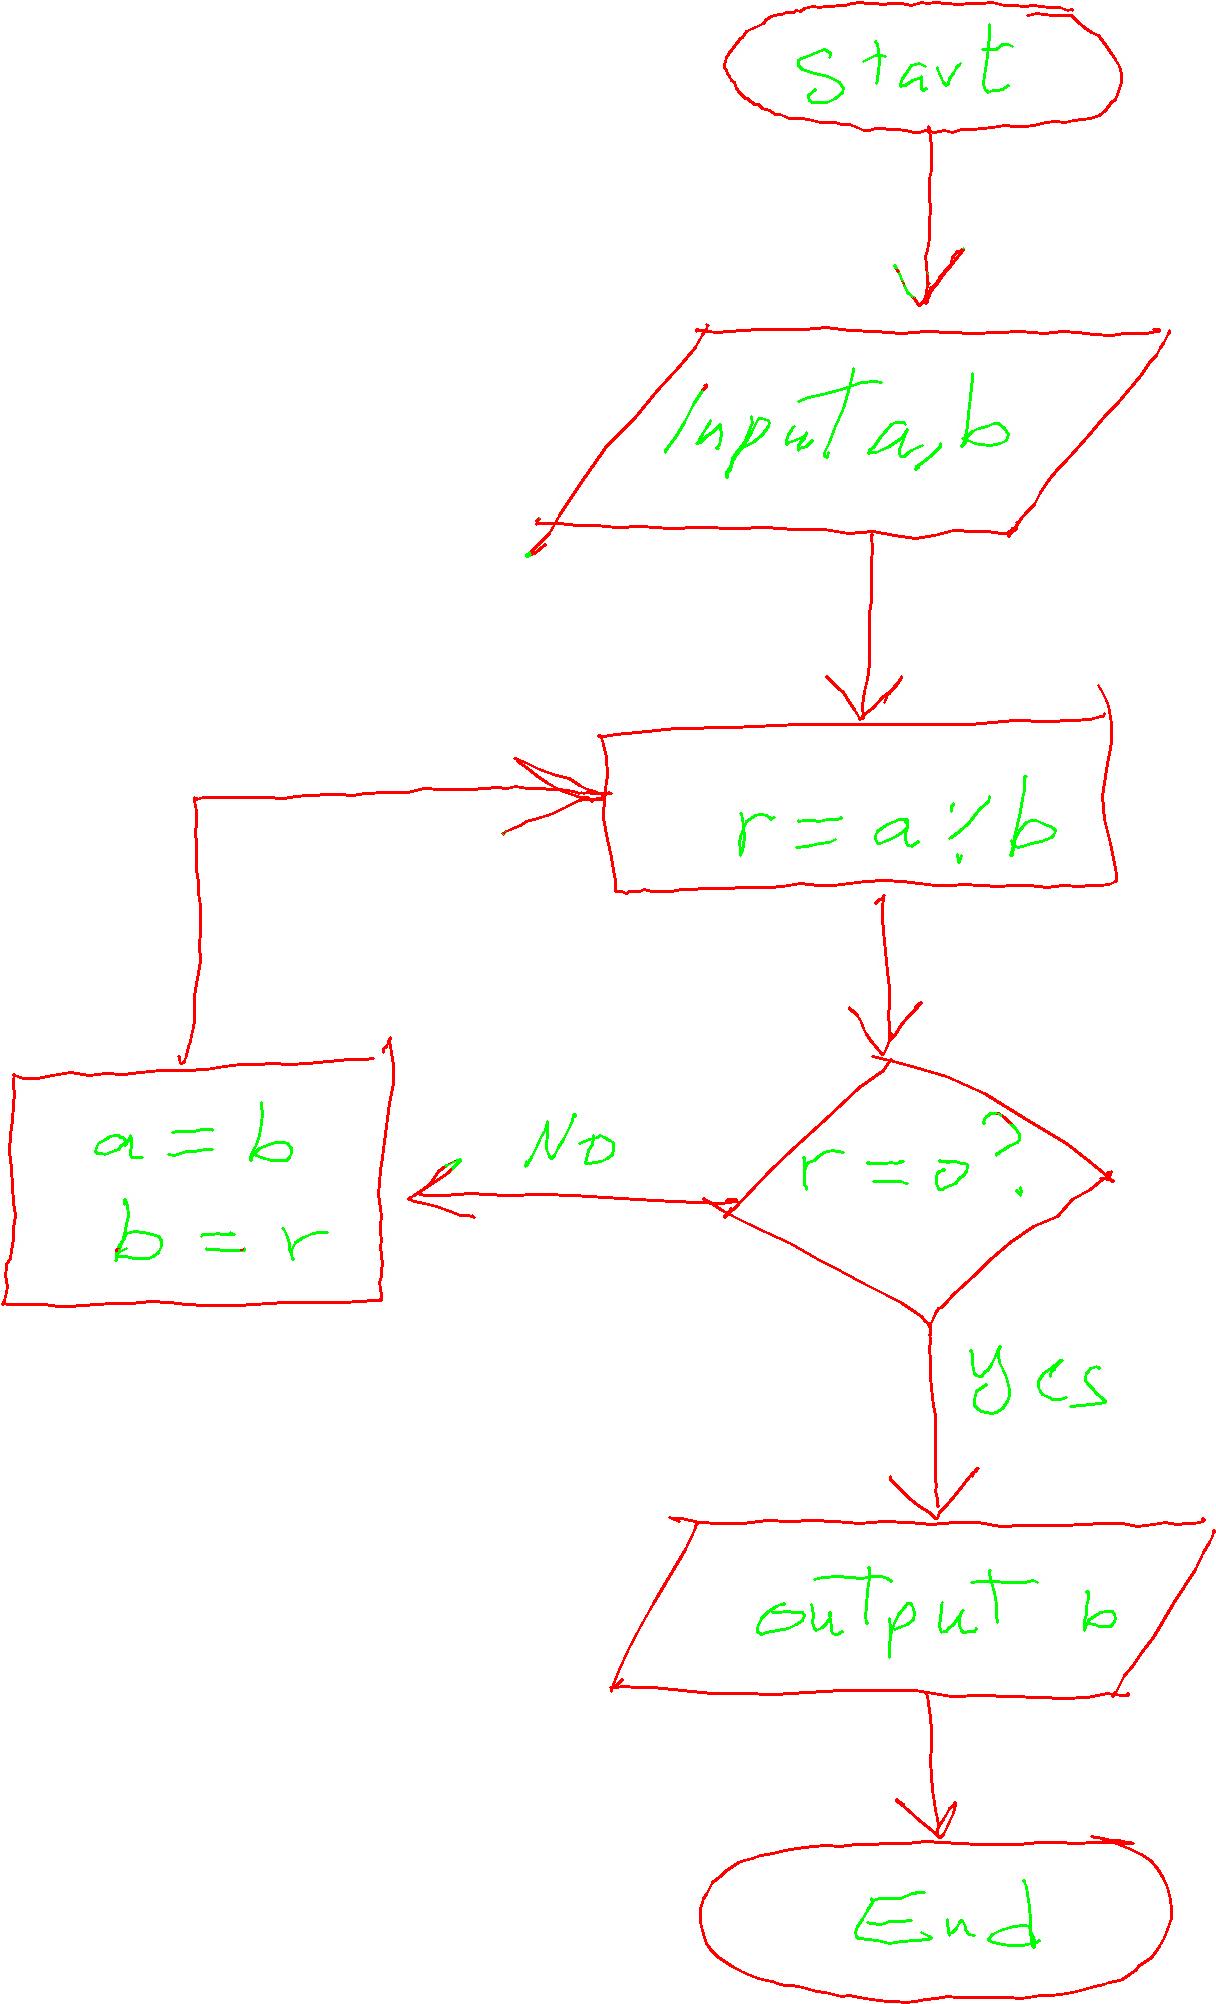 Start
Input a, b
r = a % b
r = 0?
No
a = b
b = r
yes
output b
End